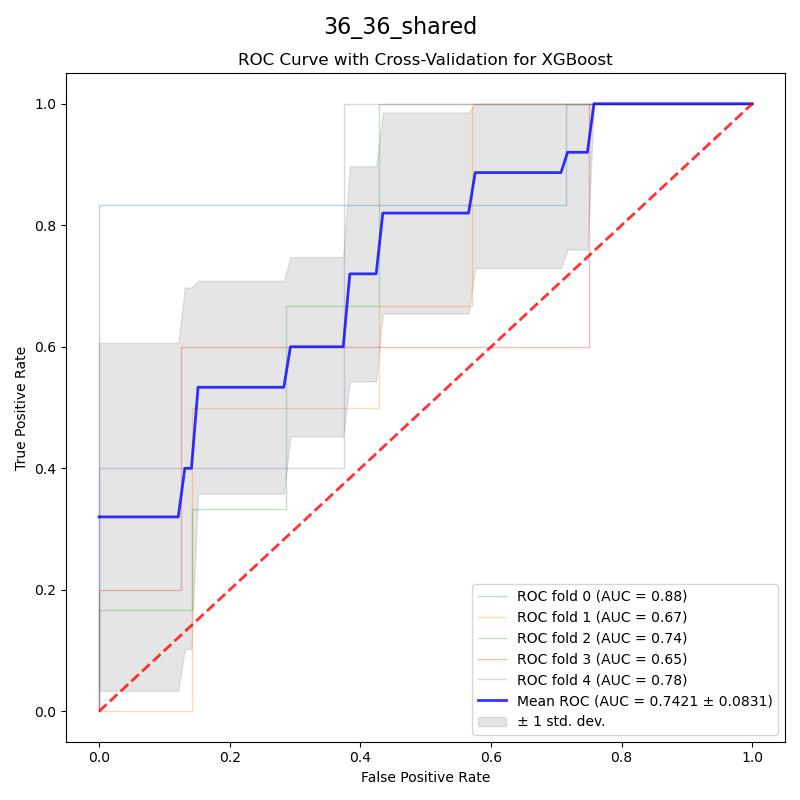 36_36_shared
ROC Curve with Cross-Validation for XGBoost
True Positive Rate
1.0
0.8
0.6
0.4
0.2
0.0
0.0 0.2 0.4 0.6 0.8 1.0
False Positive Rate
ROC fold 0 (AUC = 0.88)
ROC fold 1 (AUC = 0.67)
ROC fold 2 (AUC = 0.74)
ROC fold 3 (AUC = 0.65)
ROC fold 4 (AUC = 0.78)
Mean ROC (AUC = 0.7421 ± 0.0831)
± 1 std. dev.